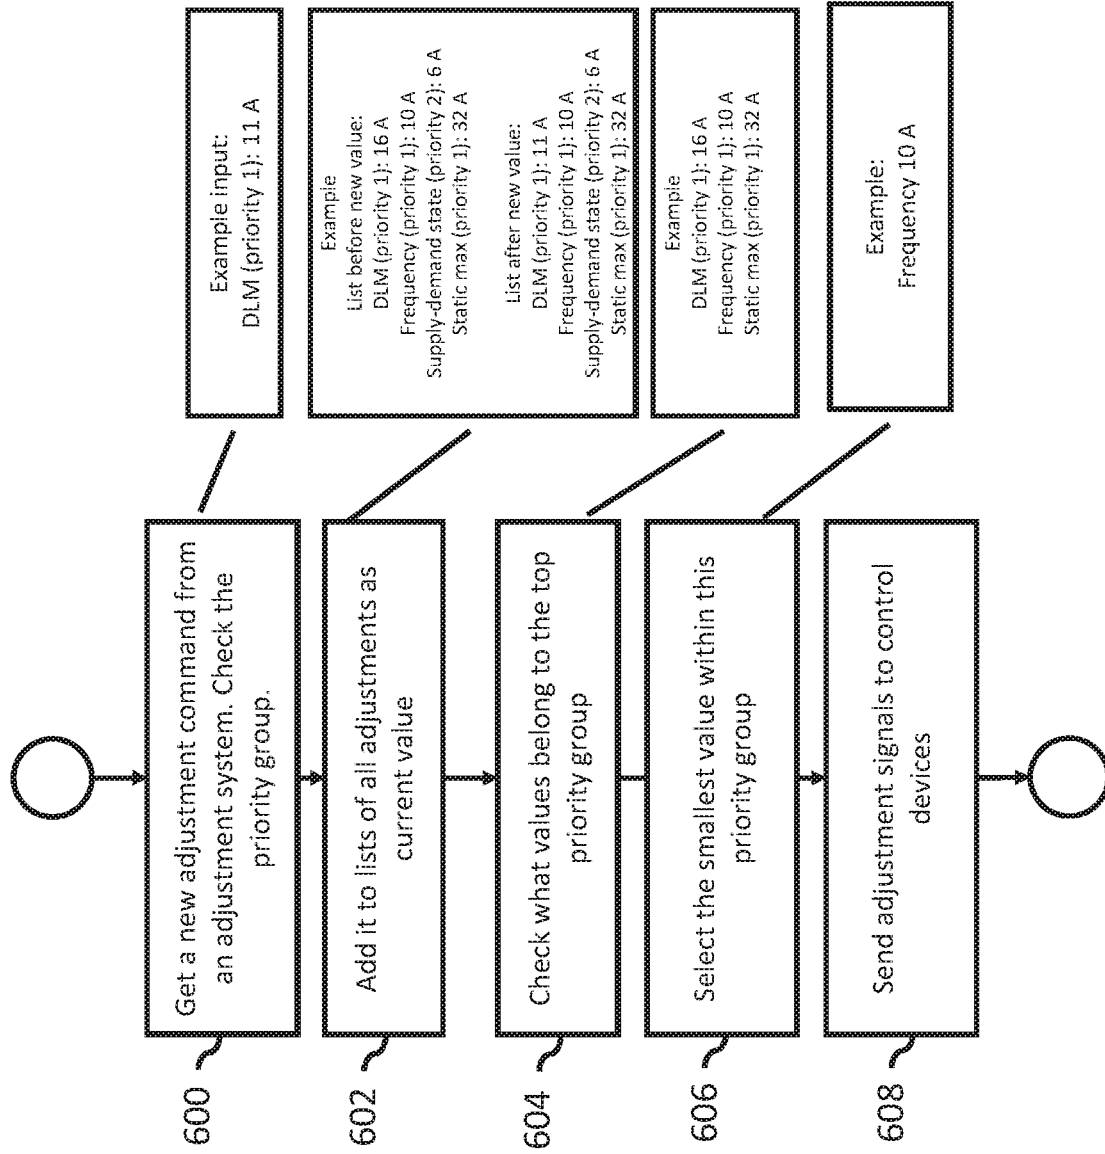 600
Get a new adjustment command from
an adjustment system. Check the
priority group.
Example input:
DLM (priority 1): 11 A
602
Add it to lists of all adjustments as
current value
Example
List before new value:
DLM (priority 1): 16 A
Frequency (priority 1): 10 A
Supply-demand state (priority 2): 6 A
Static max (priority 1): 32 A
List after new value:
DLM (priority 1): 11 A
Frequency (priority 1): 10 A
Supply-demand state (priority 2): 6 A
Static max (priority 1): 32 A
604
Check what values belong to the top
priority group
Example
DLM (priority 1): 16 A
Frequency (priority 1): 10 A
Static max (priority 1): 32 A
606
Select the smallest value within this
priority group
Example:
Frequency 10 A
608
Send adjustment signals to control
devices